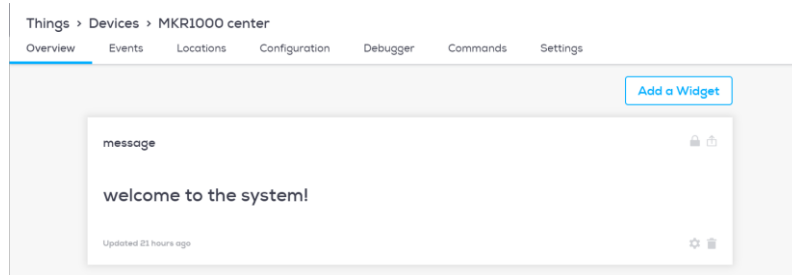 Things > Devices > MKR1000 center
Overview Events Locations Configuration Debugger Commands Settings
Add a Widget
message
welcome to the system!
Updated 21 hours ago